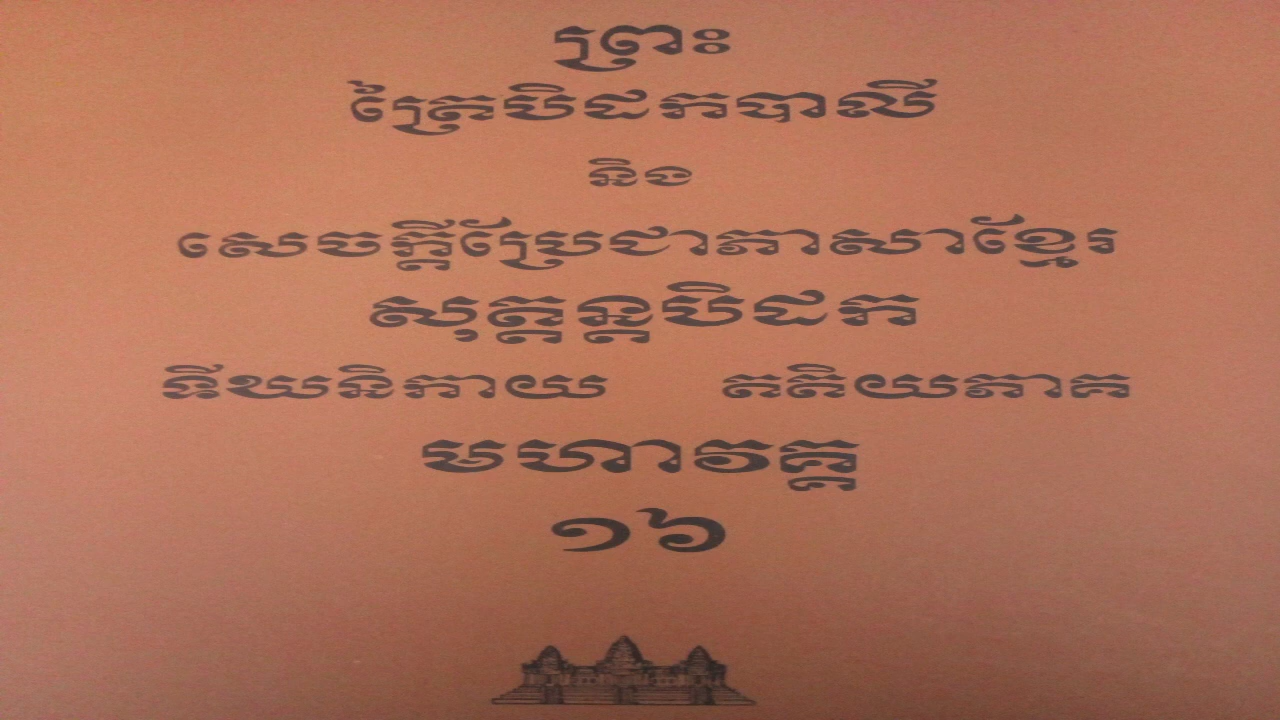 ព្រះ
ត្រៃបិដកបាលី
និង
សេចក្ដីប្រែជាភាសាខ្មែរ
សុត្តន្តបិដក
ទីឃនិកាយ តតិយភាគ
មហាវគ្គ
១៦